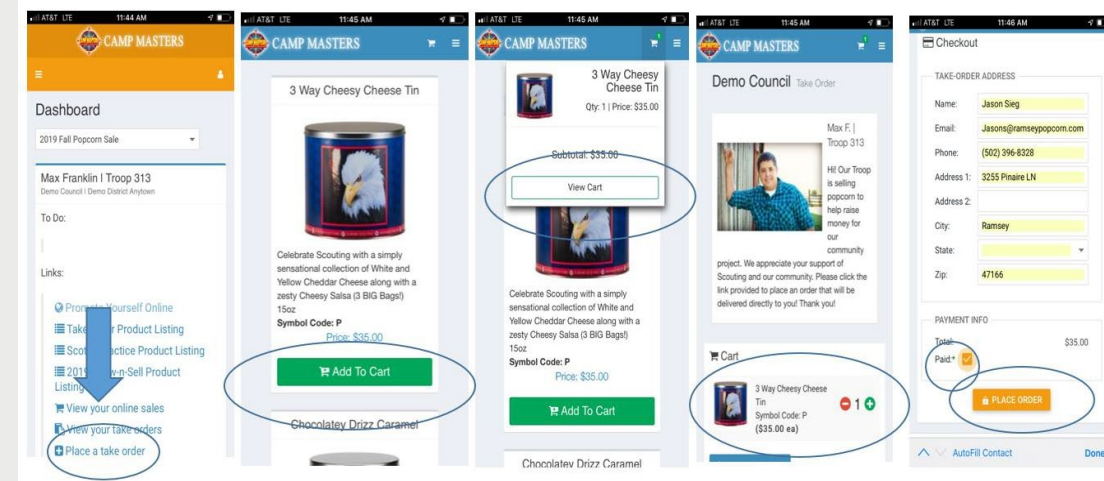 AT&T LTE 11:44 AM
CAMP MASTERS
Dashboard
2019 Fall Popcorn Sale
Max Franklin | Troop 313
Demo Council | Demo District Anytown
To Do:
Links:
Promote Yourself Online
Take Order Product Listing
Product Listing
2019 Product
Listing
View your online sales
View your take orders
Place a take order
AT&T LTE 11:45 AM
CAMP MASTERS
3 Way Cheesy Cheese Tin
Celebrate Scouting with a simply
sensational collection of White and
Yellow Cheddar Cheese along with a
zesty Cheesy Salsa (3 BIG Bags!)
15oz
Symbol Code: P
Price: $35.00
Add To Cart
Chocolatey Drizz Caramel
AT&T LTE 11:45 AM
CAMP MASTERS
1
3 Way Cheesy
Cheese Tin
Qty: 1 | Price: $35.00
Subtotal: $35.00
View Cart
Celebrate Scouting with a simply
sensational collection of White and
Yellow Cheddar Cheese along with a
zesty Cheesy Salsa (3 BIG Bags!)
15oz
Symbol Code: P
Price: $35.00
Add To Cart
Chocolatey Drizz Caramel
AT&T LTE 11:45 AM
CAMP MASTERS
1
Demo Council Take Order
Max F. |
Troop 313
Hi! Our Troop
is selling
popcorn to
help raise
money for
our
community
project. We appreciate your support of
Scouting and our community. Please click the
link provided to place an order that will be
delivered directly to you! Thank you!
Cart
3 Way Cheesy Cheese
Tin
Symbol Code: P
($35.00 ea)
1
AT&T LTE 11:46 AM
Checkout
TAKE-ORDER ADDRESS
Name: Jason Sieg
Email: Jasons@ramseypopcorn.com
Phone: (502) 396-8328
Address 1: 3255 Pinaire LN
Address 2:
City: Ramsey
State:
Zip: 47166
PAYMENT INFO
Total: $35.00
Paid:*
PLACE ORDER
AutoFill Contact Done